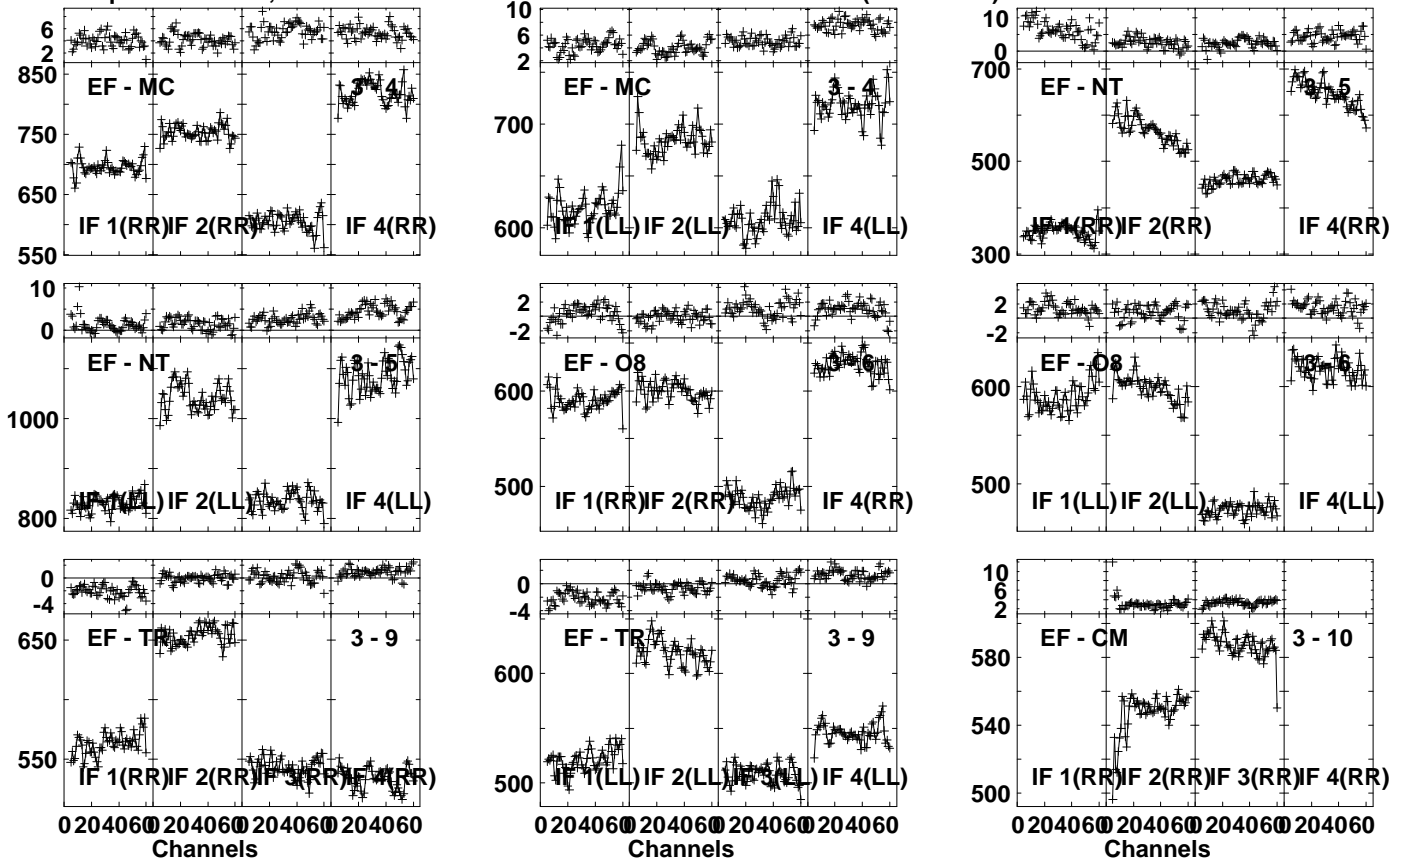 6
2
850
750
650
550
EF - MC
3 - 4
IF 1(RR)
IF 2(RR)
IF 4(RR)
10
6
2
700
600
EF - MC
3 - 4
IF 1(LL)
IF 2(LL)
IF 4(LL)
10
0
700
500
300
EF - NT
3 - 5
IF 1(RR)
IF 2(RR)
IF 4(RR)
10
0
1000
800
EF - NT
3 - 5
IF 1(LL)
IF 2(LL)
IF 4(LL)
2
-2
600
500
EF - O8
3 - 6
IF 1(RR)
IF 2(RR)
IF 4(RR)
2
-2
600
500
EF - O8
3 - 6
IF 1(LL)
IF 2(LL)
IF 4(LL)
0
-4
650
550
EF - TR
3 - 9
IF 1(RR)
IF 2(RR)
IF 3(RR)
IF 4(RR)
0 204060
0 204060
0 204060
0 204060
Channels
0
-4
600
500
EF - TR
3 - 9
IF 1(LL)
IF 2(LL)
IF 3(LL)
IF 4(LL)
0 204060
0 204060
0 204060
0 204060
10
6
2
580
540
500
EF - CM
3 - 10
IF 1(RR)
IF 2(RR)
IF 3(RR)
IF 4(RR)
0 204060
0 204060
0 204060
0 204060
Channels